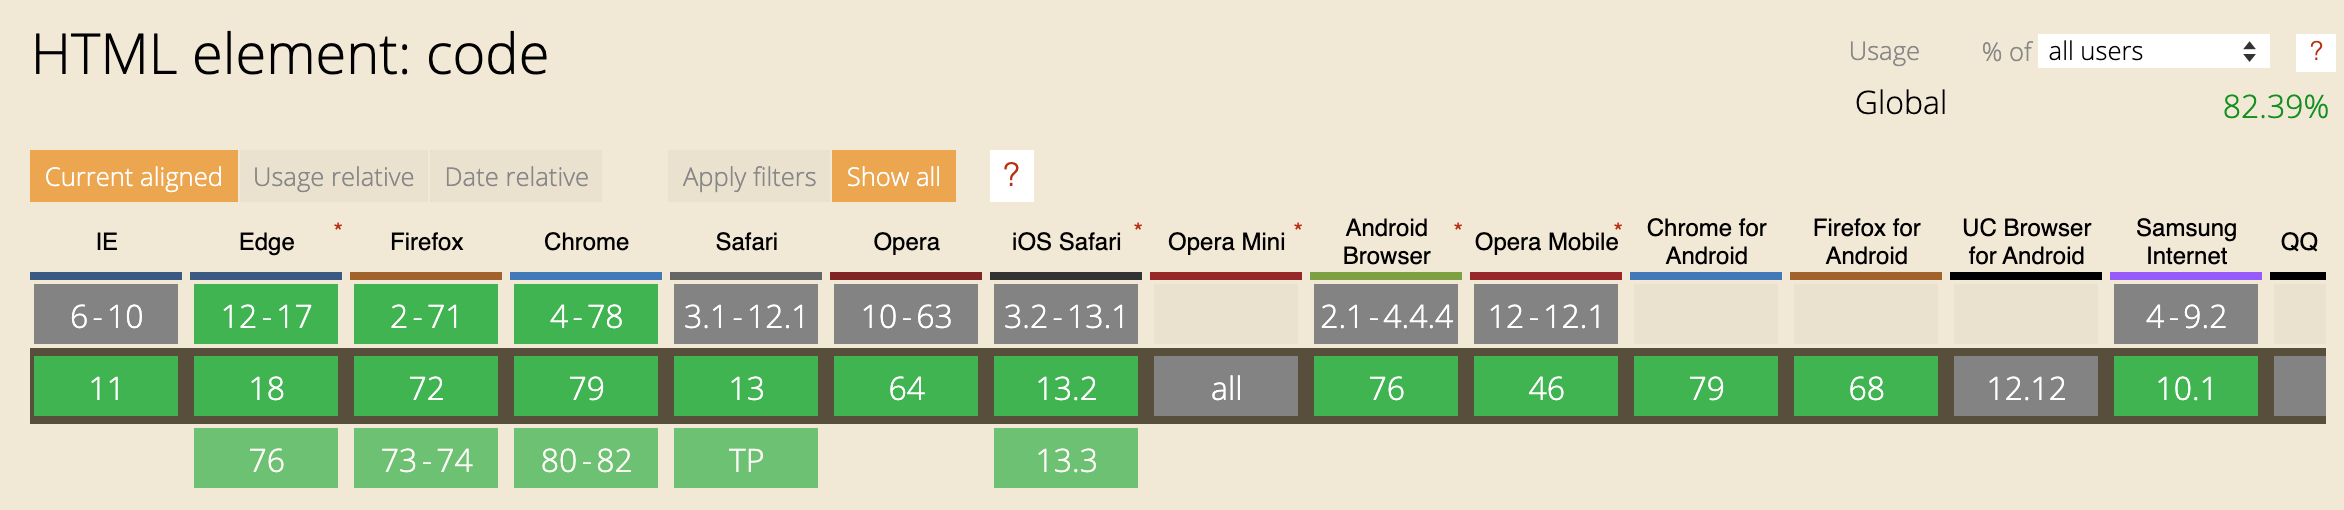 HTML element: code
Usage % of all users ?
Global 82.39%
Current aligned Usage relative Date relative Apply filters Show all ?
IE Edge * Firefox Chrome Safari Opera iOS Safari * Opera Mini * Android Browser * Opera Mobile * Chrome for Android Firefox for Android UC Browser for Android Samsung Internet QQ
6-10 12-17 2-71 4-78 3.1-12.1 10-63 3.2-13.1 2.1-4.4.4 12-12.1 4-9.2
11 18 72 79 13 64 13.2 all 76 46 79 68 12.12 10.1
76 73-74 80-82 TP 13.3